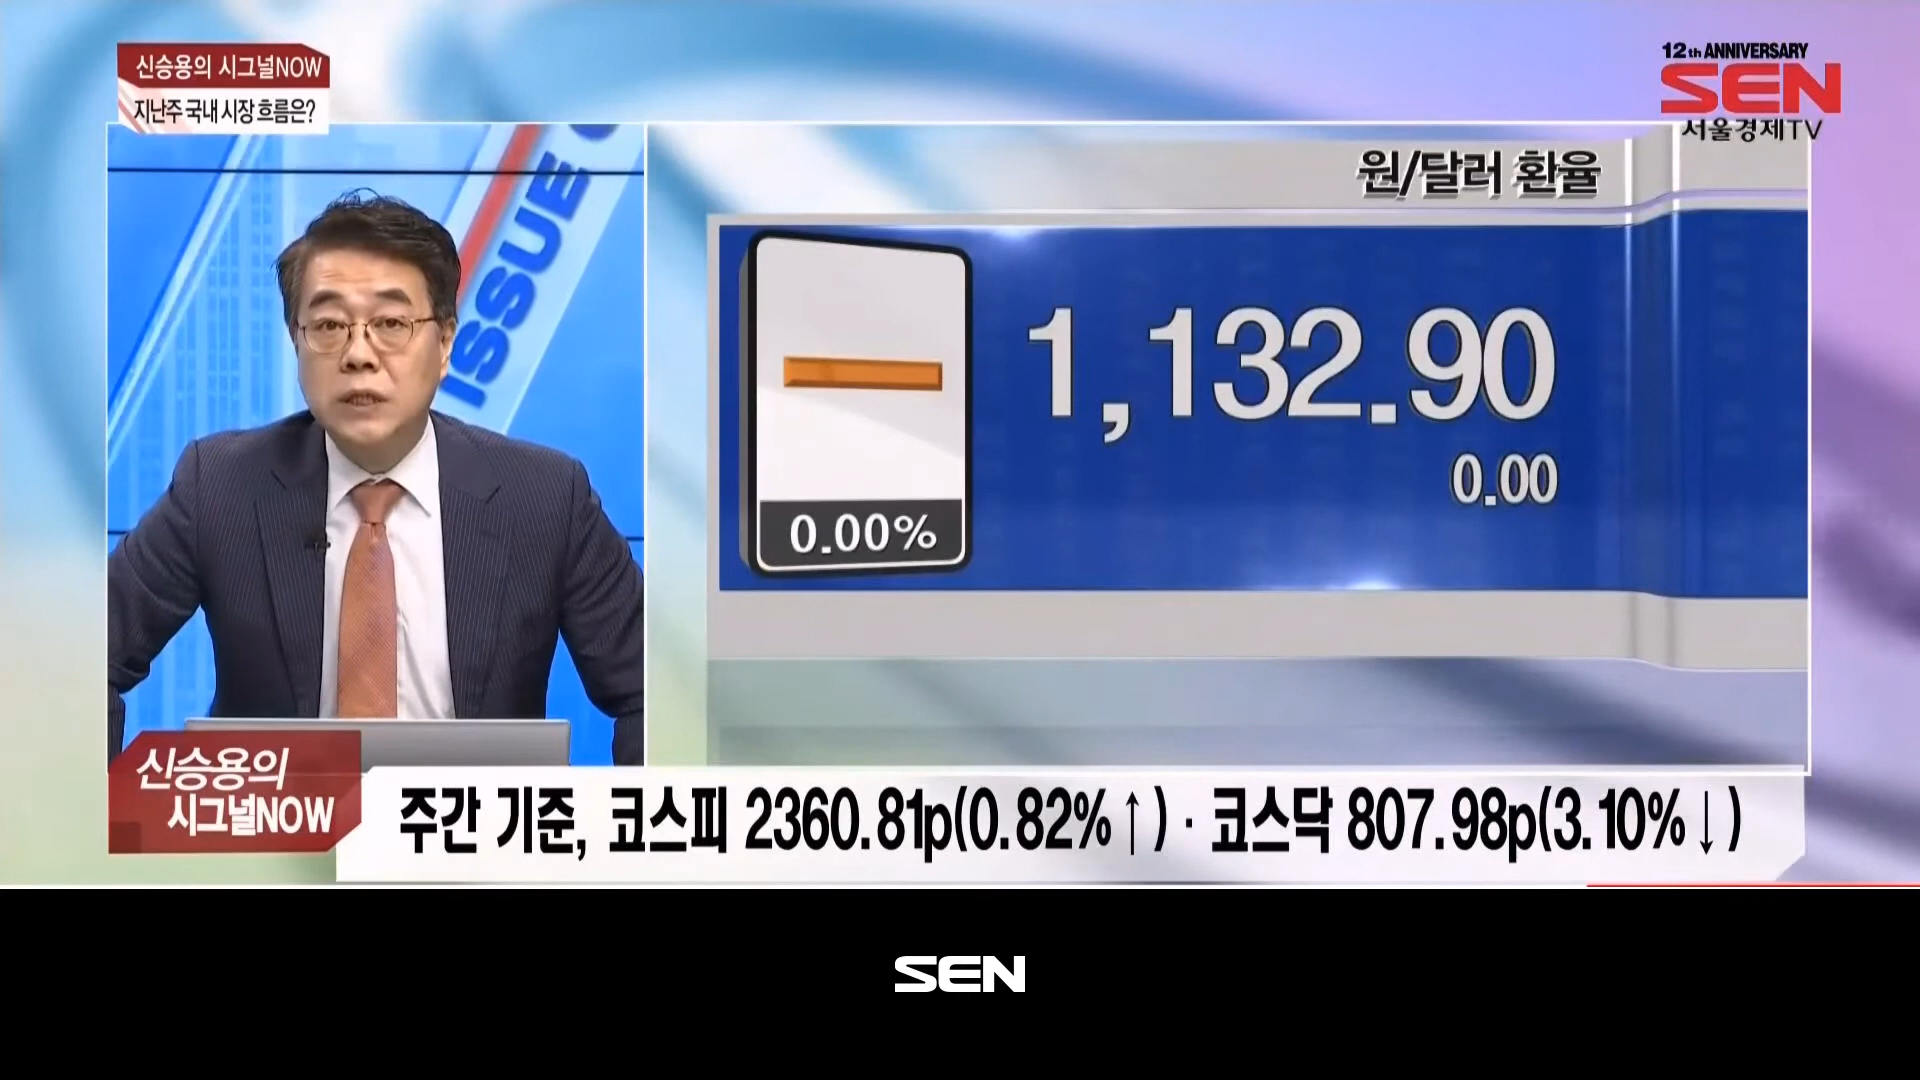 신승용의 시그널NOW
지난주 국내 시장 흐름은?
12th ANNIVERSARY
SEN
서울경제TV
ISSUE
원/달러 환율
1,132.90
0.00
0.00%
신승용의
시그널NOW
주간 기준, 코스피 2360.81p(0.82%↑)·코스닥 807.98p(3.10%↓)
SEN